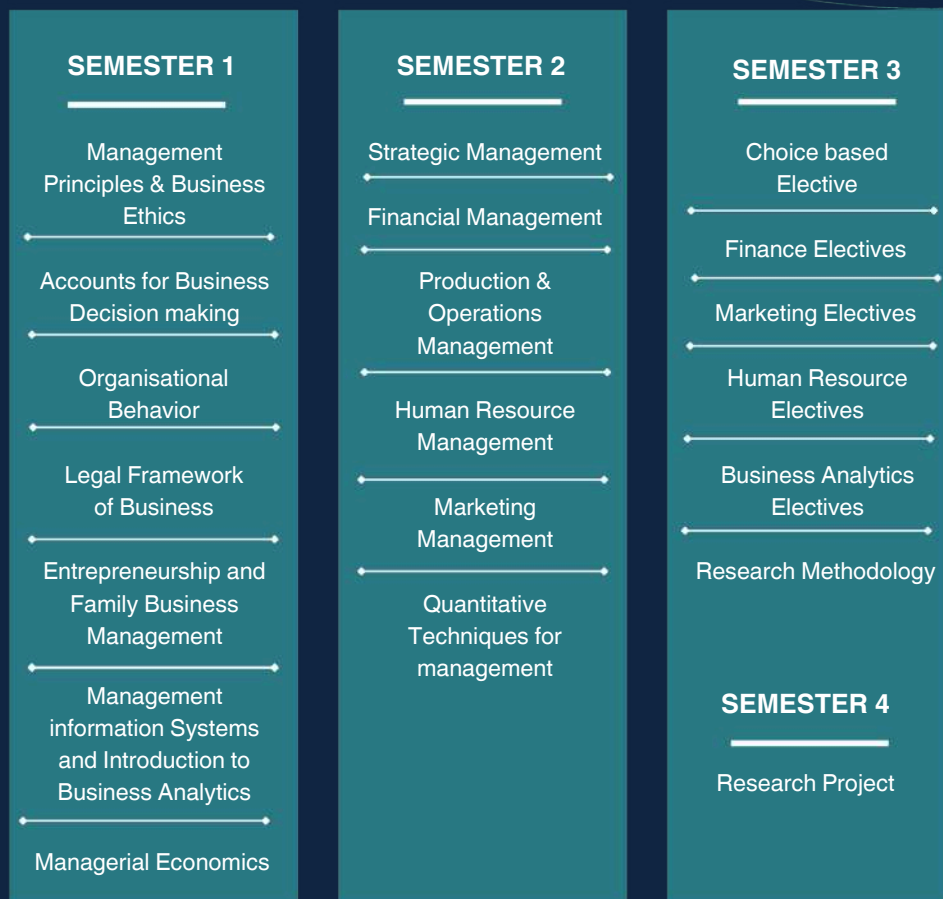 SEMESTER 1
Management
Principles & Business
Ethics
Accounts for Business
Decision making
Organisational
Behavior
Legal Framework
of Business
Entrepreneurship and
Family Business
Management
Management
information Systems
and Introduction to
Business Analytics
Managerial Economics
SEMESTER 2
Strategic Management
Financial Management
Production &
Operations
Management
Human Resource
Management
Marketing
Management
Quantitative
Techniques for
management
SEMESTER 3
Choice based
Elective
Finance Electives
Marketing Electives
Human Resource
Electives
Business Analytics
Electives
Research Methodology
SEMESTER 4
Research Project